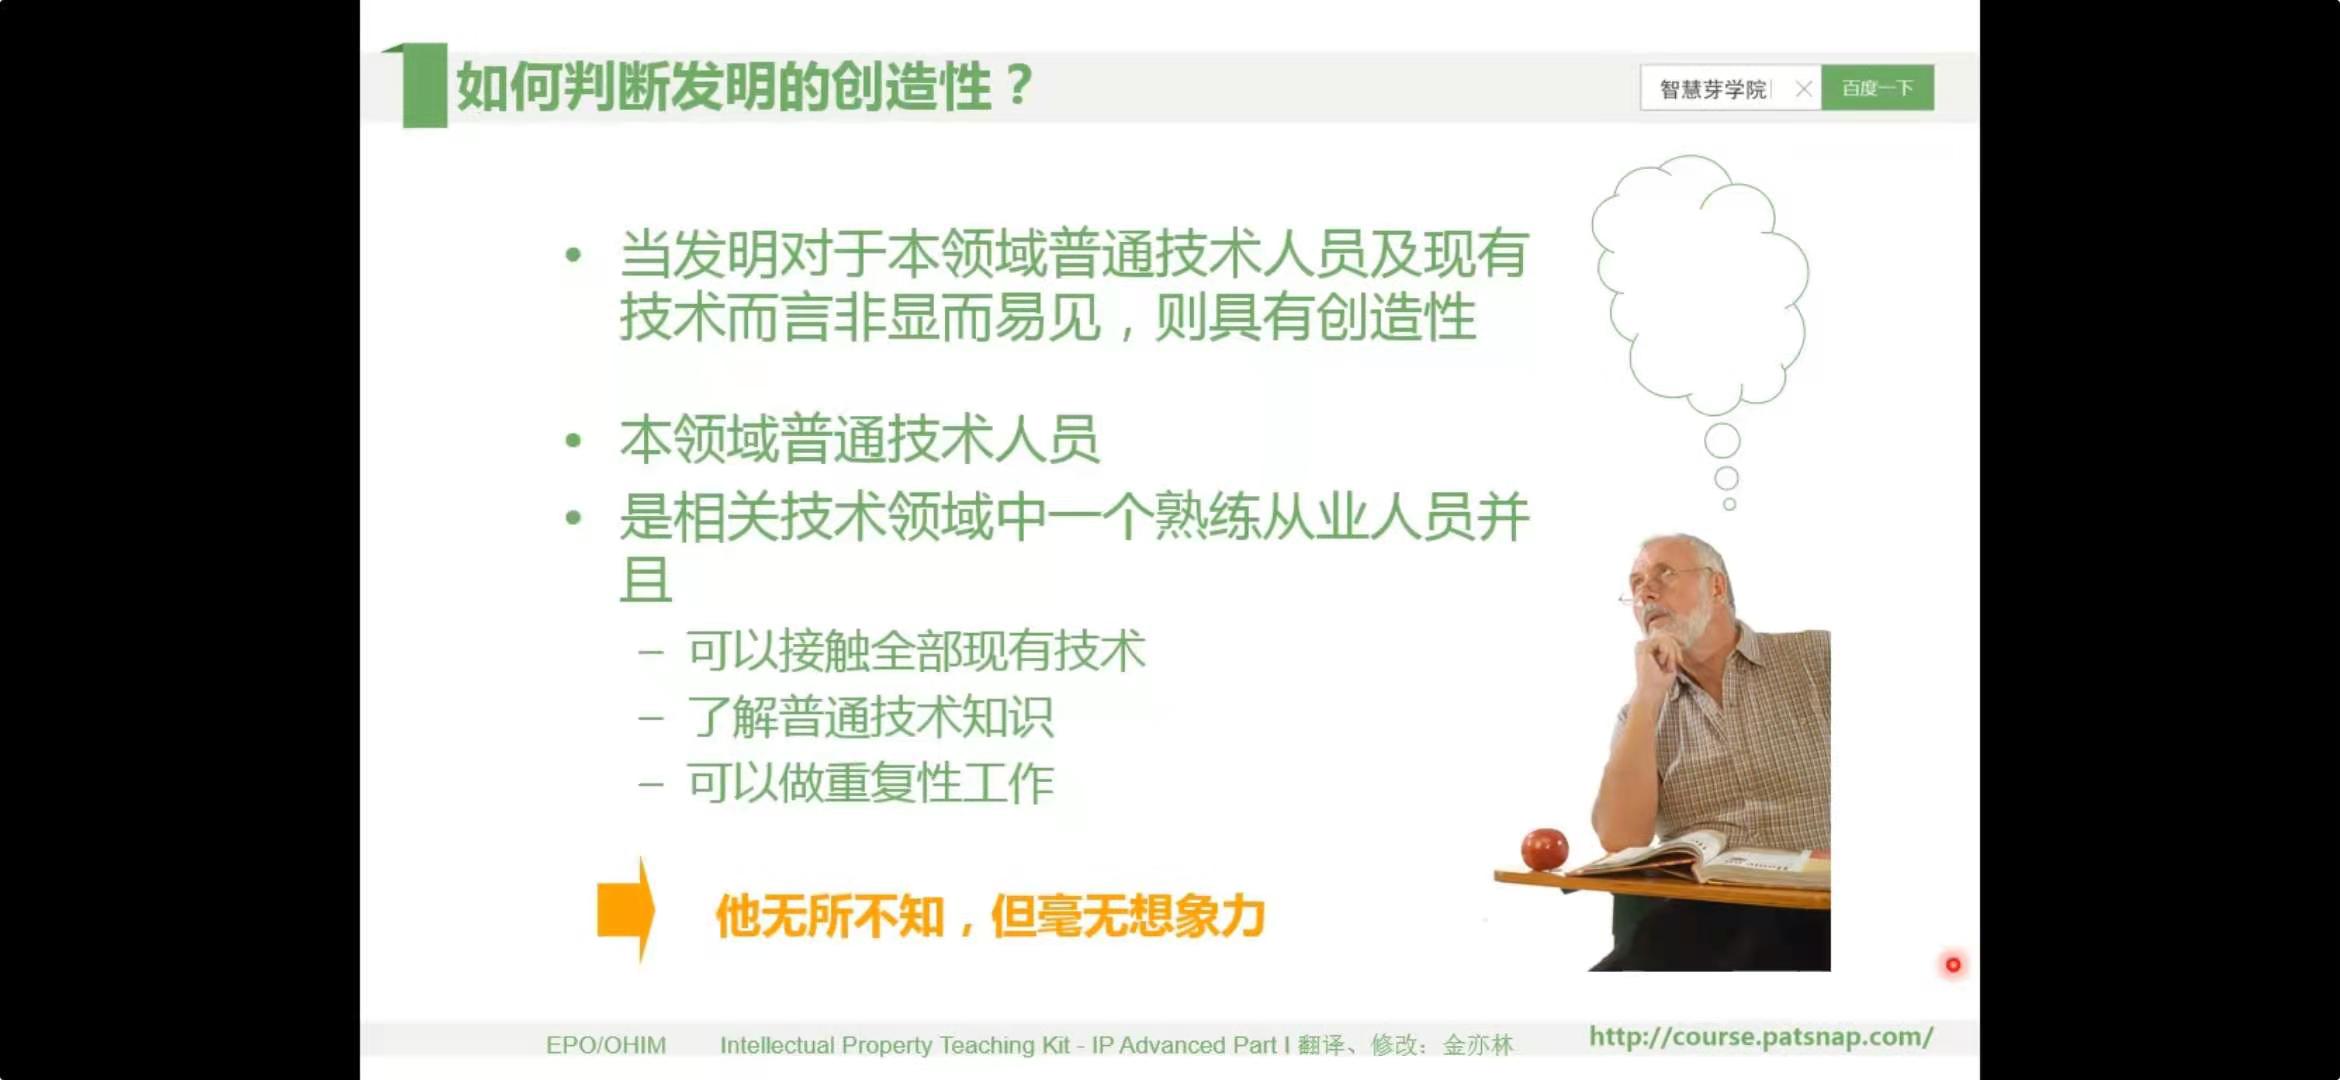 如何判断发明的创造性？
智慧芽学院
百度一下
• 当发明对于本领域普通技术人员及现有
技术而言非显而易见，则具有创造性
• 本领域普通技术人员
• 是相关技术领域中一个熟练从业人员并
且
– 可以接触全部现有技术
– 了解普通技术知识
– 可以做重复性工作
他无所不知，但毫无想象力
EPO/OHIM Intellectual Property Teaching Kit - IP Advanced Part I 翻译、修改：金亦林
http://course.patsnap.com/